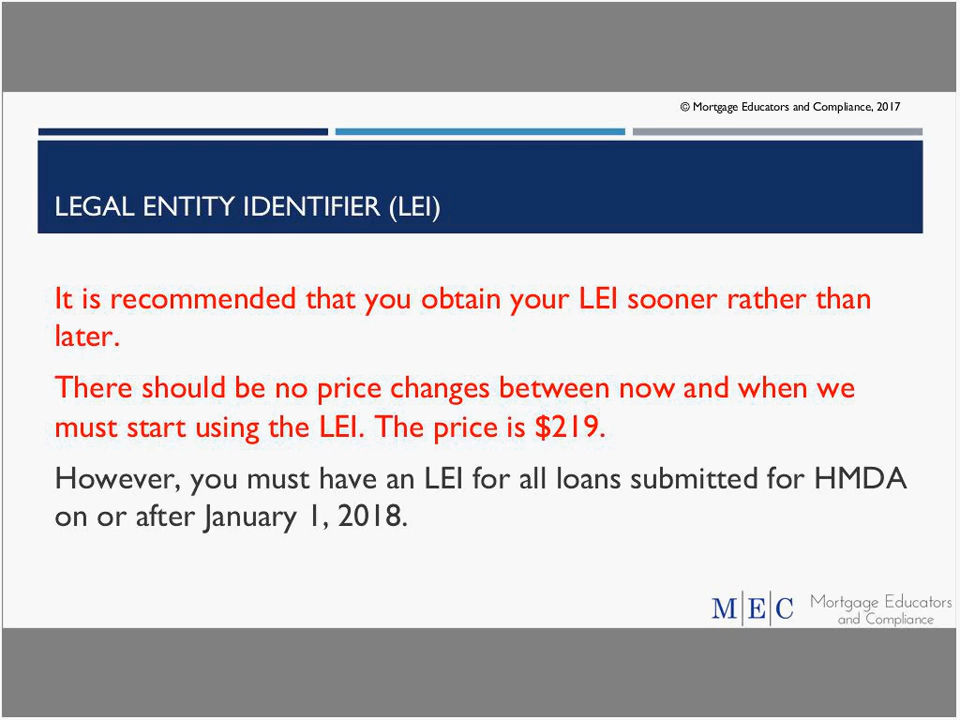 © Mortgage Educators and Compliance, 2017
LEGAL ENTITY IDENTIFIER (LEI)
It is recommended that you obtain your LEI sooner rather than
later.
There should be no price changes between now and when we
must start using the LEI. The price is $219.
However, you must have an LEI for all loans submitted for HMDA
on or after January 1, 2018.
M|E|C Mortgage Educators
and Compliance